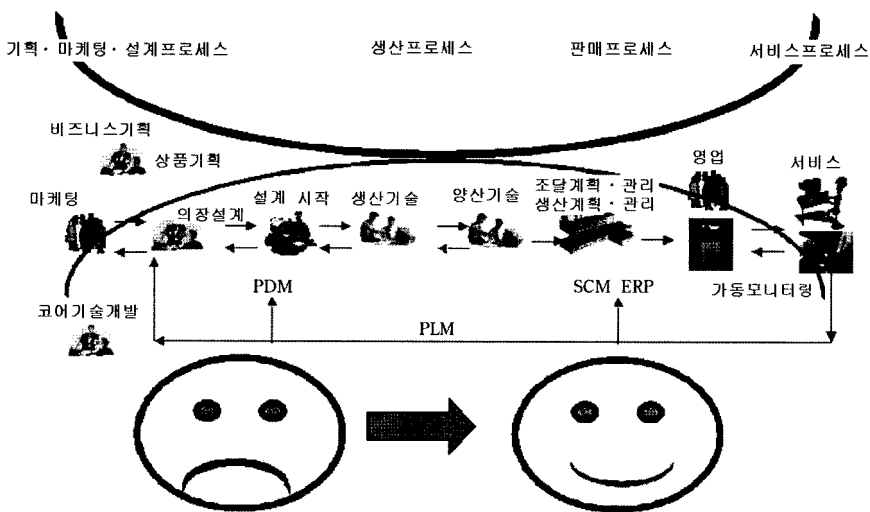 기획· 마케팅· 설계프로세스
생산프로세스
판매프로세스
서비스프로세스
비즈니스기획
상품기획
영업
서비스
마케팅
의장설계
설계 시작
생산기술
양산기술
조달계획· 관리
생산계획· 관리
PDM
SCM ERP
가동모니터링
코어기술개발
PLM